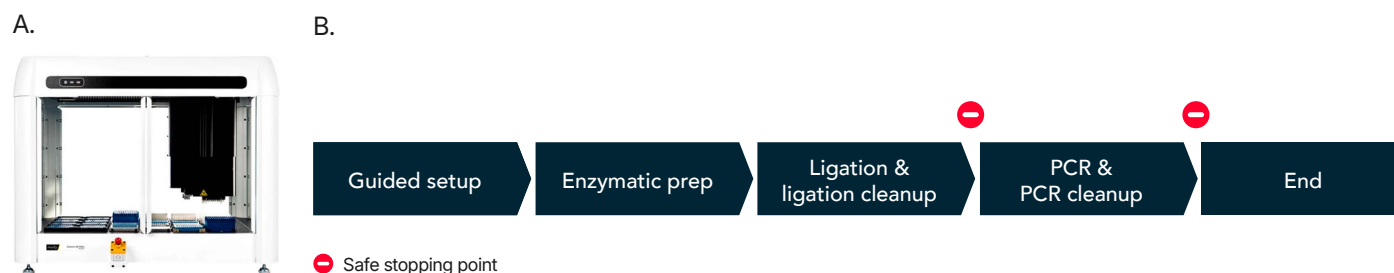 A.
B.
Guided setup
Enzymatic prep
Ligation &
ligation cleanup
PCR &
PCR cleanup
End
Safe stopping point